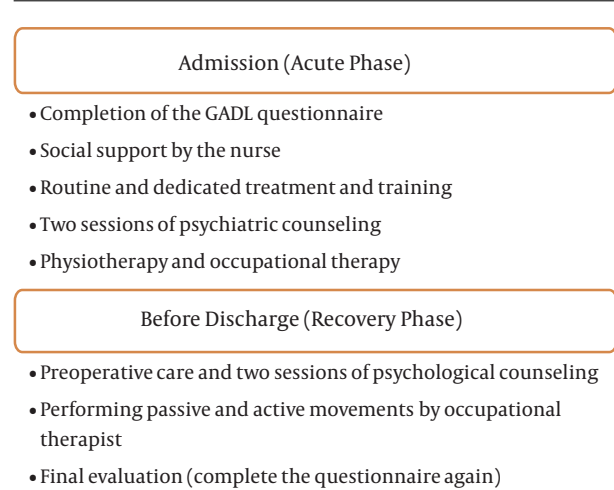 Admission (Acute Phase)
• Completion of the GADL questionnaire
• Social support by the nurse
• Routine and dedicated treatment and training
• Two sessions of psychiatric counseling
• Physiotherapy and occupational therapy
Before Discharge (Recovery Phase)
• Preoperative care and two sessions of psychological counseling
• Performing passive and active movements by occupational
therapist
• Final evaluation (complete the questionnaire again)